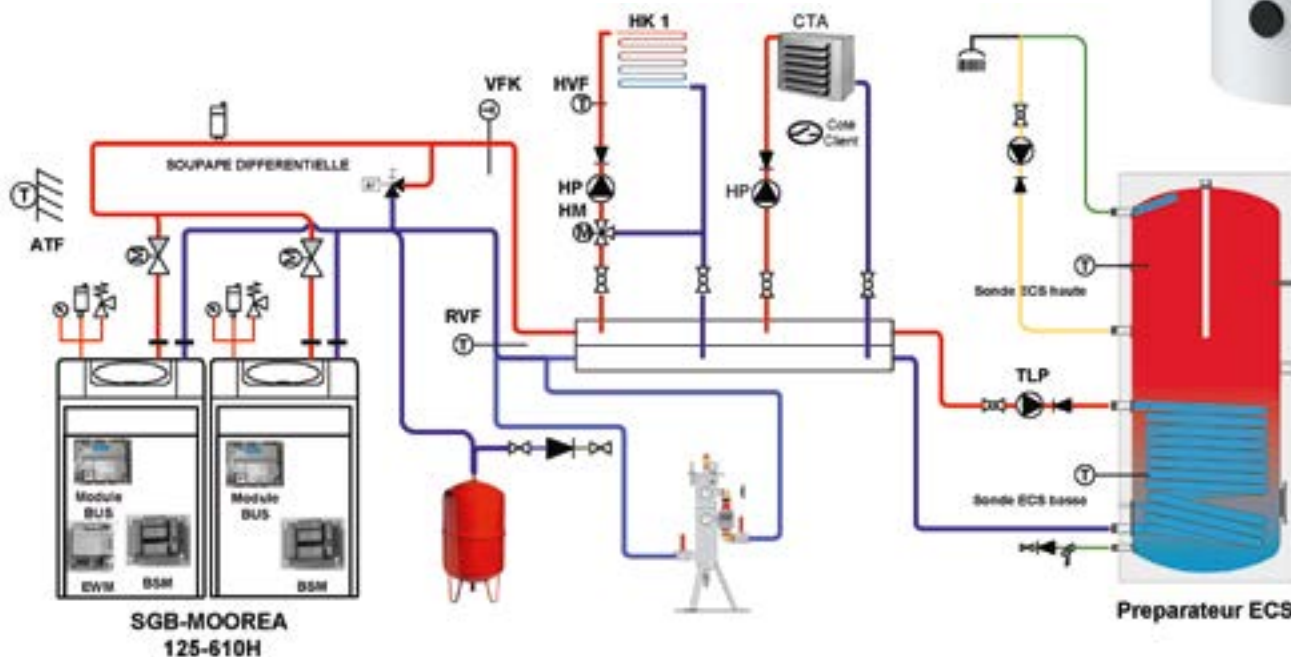 HK 1
CTA
VFK
HVF
T
Coté
Client
SOUPAPE DIFFERENTIELLE
T
HP
HP
HM
M
ATF
M
M
T
Sonde ECS haute
RVF
T
TLP
Module
BUS
Module
BUS
T
Sonde ECS basse
EWM
BSM
BSM
SGB-MOOREA
125-610H
Preparateur ECS